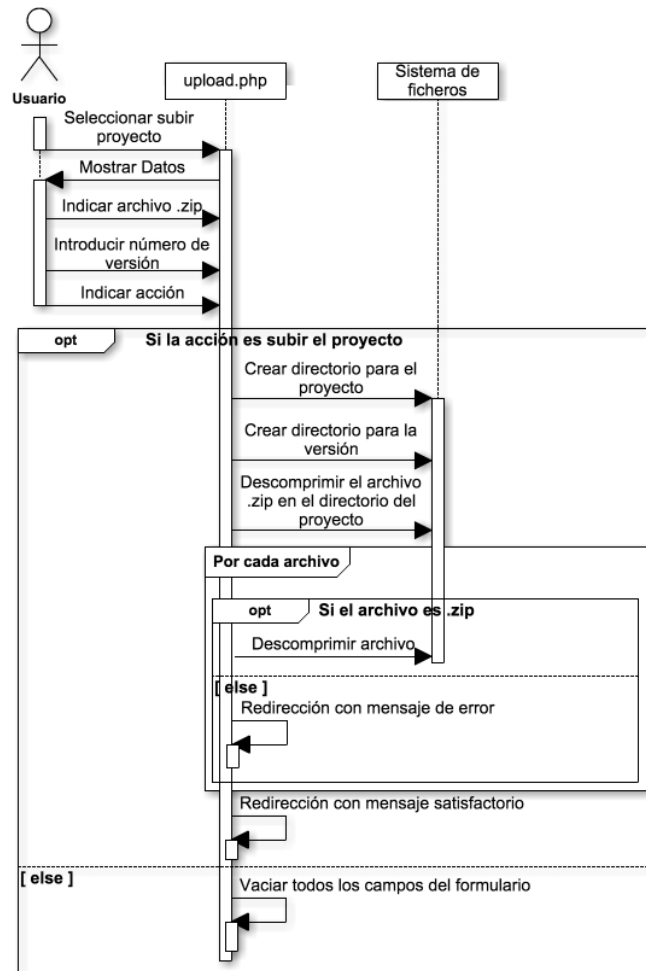 upload.php
Sistema de
ficheros
Usuario
Seleccionar subir
proyecto
Mostrar Datos
Indicar archivo .zip
Introducir número de
versión
Indicar acción
opt
Si la acción es subir el proyecto
Crear directorio para el
proyecto
Crear directorio para la
versión
Descomprimir el archivo
.zip en el directorio del
proyecto
Por cada archivo
opt
Si el archivo es .zip
Descomprimir archivo
[ else ]
Redirección con mensaje de error
Redirección con mensaje satisfactorio
[ else ]
Vaciar todos los campos del formulario